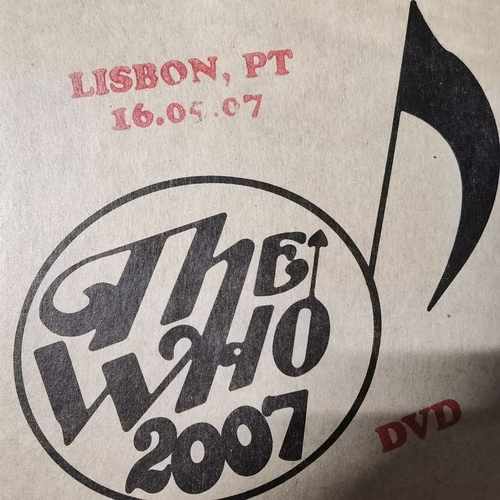 LISBON, PT
16.05.07
THE
WHO
2007
DVD